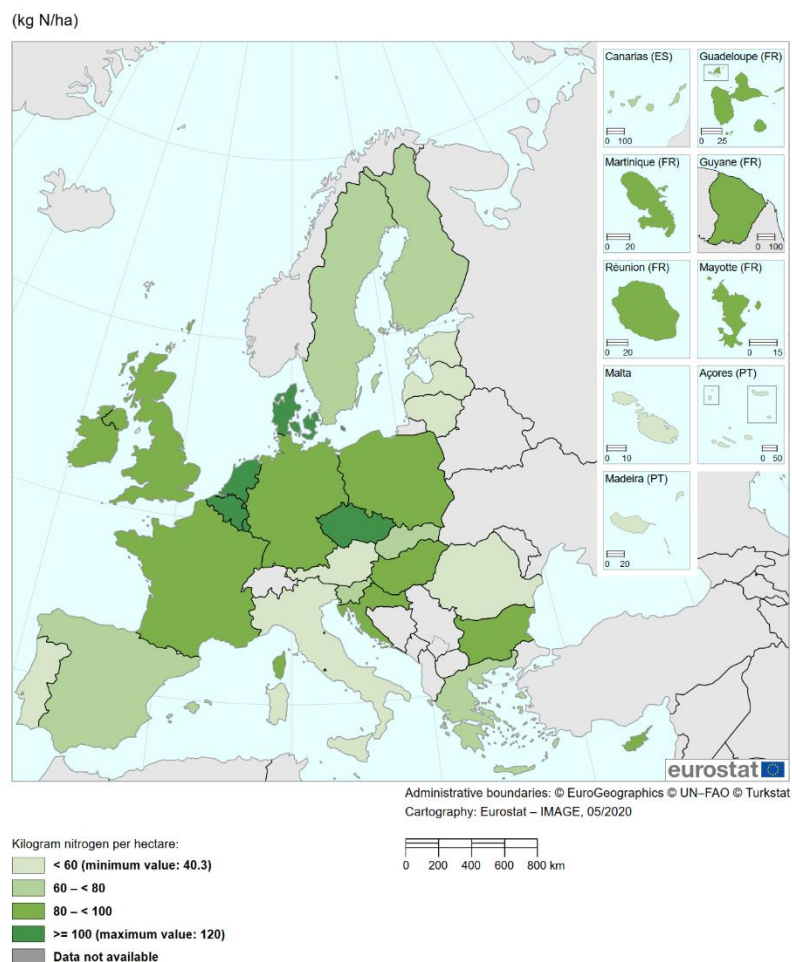 (kg N/ha)
Canarias (ES)
0 100
Guadeloupe (FR)
0 25
Martinique (FR)
0 20
Guyane (FR)
0 100
Réunion (FR)
0 20
Mayotte (FR)
0 15
Malta
0 10
Açores (PT)
0 50
Madeira (PT)
0 20
eurostat
Administrative boundaries: © EuroGeographics © UN–FAO © Turkstat
Cartography: Eurostat – IMAGE, 05/2020
Kilogram nitrogen per hectare:
< 60 (minimum value: 40.3)
60 – < 80
80 – < 100
>= 100 (maximum value: 120)
Data not available
0 200 400 600 800 km